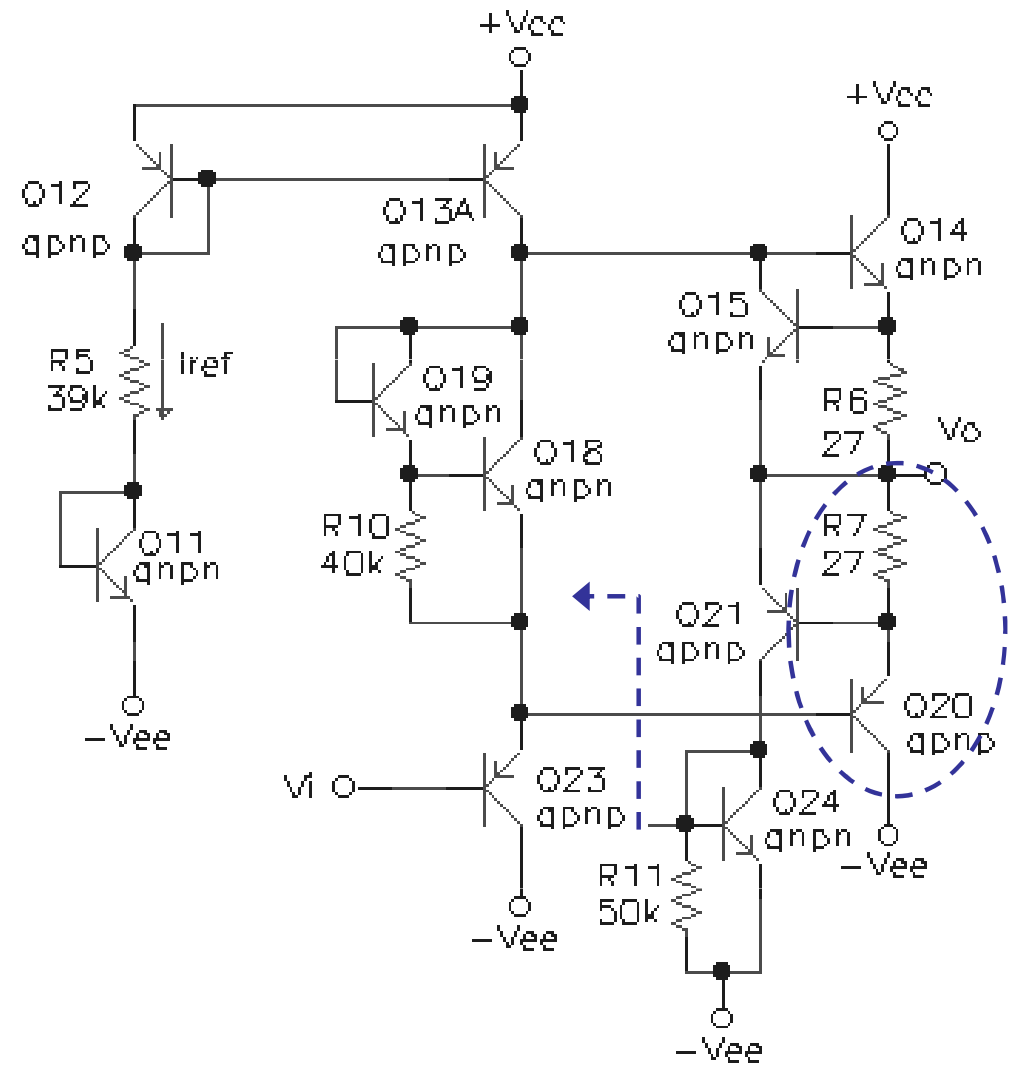 +Vcc
+Vcc
Q12
qpnp
Q13A
qpnp
Q14
qnpn
Q15
qnpn
R5
39k
Iref
Q19
qnpn
R6
27
Vo
Q18
qnpn
R10
40k
R7
27
Q11
qnpn
Q21
qpnp
Q20
qpnp
-Vee
Vi
Q23
qpnp
Q24
qnpn
-Vee
R11
50k
-Vee
-Vee